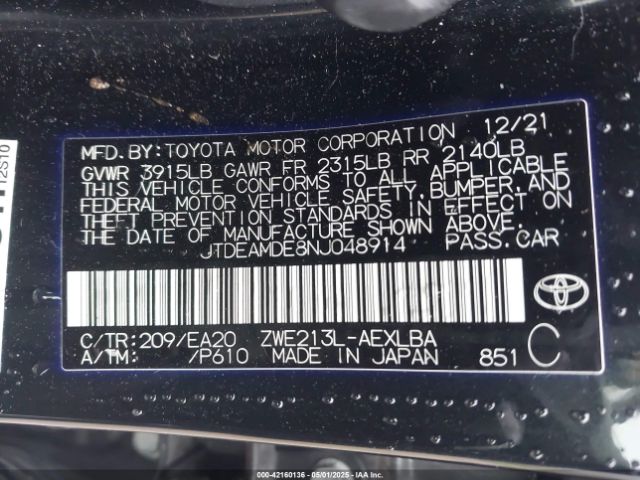 MFD.BY:TOYOTA MOTOR CORPORATION 12/21
GVWR 3915LB GAWR FR 2315LB RR 2140LB
THIS VEHICLE CONFORMS TO ALL APPLICABLE
FEDERAL MOTOR VEHICLE SAFETY,BUMPER,AND
THEFT PREVENTION STANDARDS IN EFFECT ON
THE DATE OF MANUFACTURE SHOWN ABOVE.
JTDEAMDE8NJ048914 PASS.CAR
C/TR:209/EA20 ZWE213L-AEXLBA
A/TM: /P610 MADE IN JAPAN 851 C
12S10
000-42160136 - 05/01/2025 - IAA Inc.